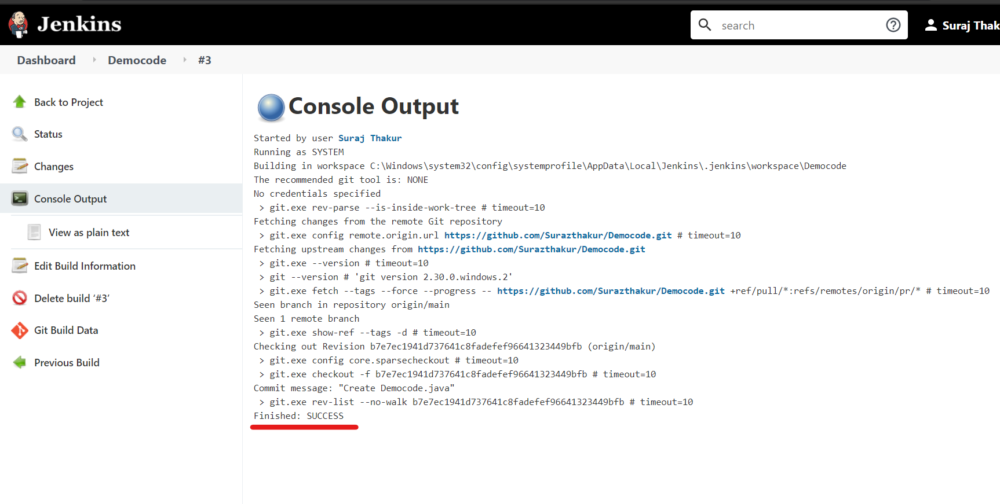 Jenkins
search
Suraj Thak
Dashboard
Democode
#3
Back to Project
Status
Changes
Console Output
View as plain text
Edit Build Information
Delete build ‘#3’
Git Build Data
Previous Build
Console Output
Started by user Suraj Thakur
Running as SYSTEM
Building in workspace C:\Windows\system32\config\systemprofile\AppData\Local\Jenkins\.jenkins\workspace\Democode
The recommended git tool is: NONE
No credentials specified
 > git.exe rev-parse --is-inside-work-tree # timeout=10
Fetching changes from the remote Git repository
 > git.exe config remote.origin.url https://github.com/Surazthakur/Democode.git # timeout=10
Fetching upstream changes from https://github.com/Surazthakur/Democode.git
 > git.exe --version # timeout=10
 > git --version # 'git version 2.30.0.windows.2'
 > git.exe fetch --tags --force --progress -- https://github.com/Surazthakur/Democode.git +ref/pull/*:refs/remotes/origin/pr/* # timeout=10
Seen branch in repository origin/main
Seen 1 remote branch
 > git.exe show-ref --tags -d # timeout=10
Checking out Revision b7e7ec1941d737641c8fadefef96641323449bfb (origin/main)
 > git.exe config core.sparsecheckout # timeout=10
 > git.exe checkout -f b7e7ec1941d737641c8fadefef96641323449bfb # timeout=10
Commit message: "Create Democode.java"
 > git.exe rev-list --no-walk b7e7ec1941d737641c8fadefef96641323449bfb # timeout=10
Finished: SUCCESS